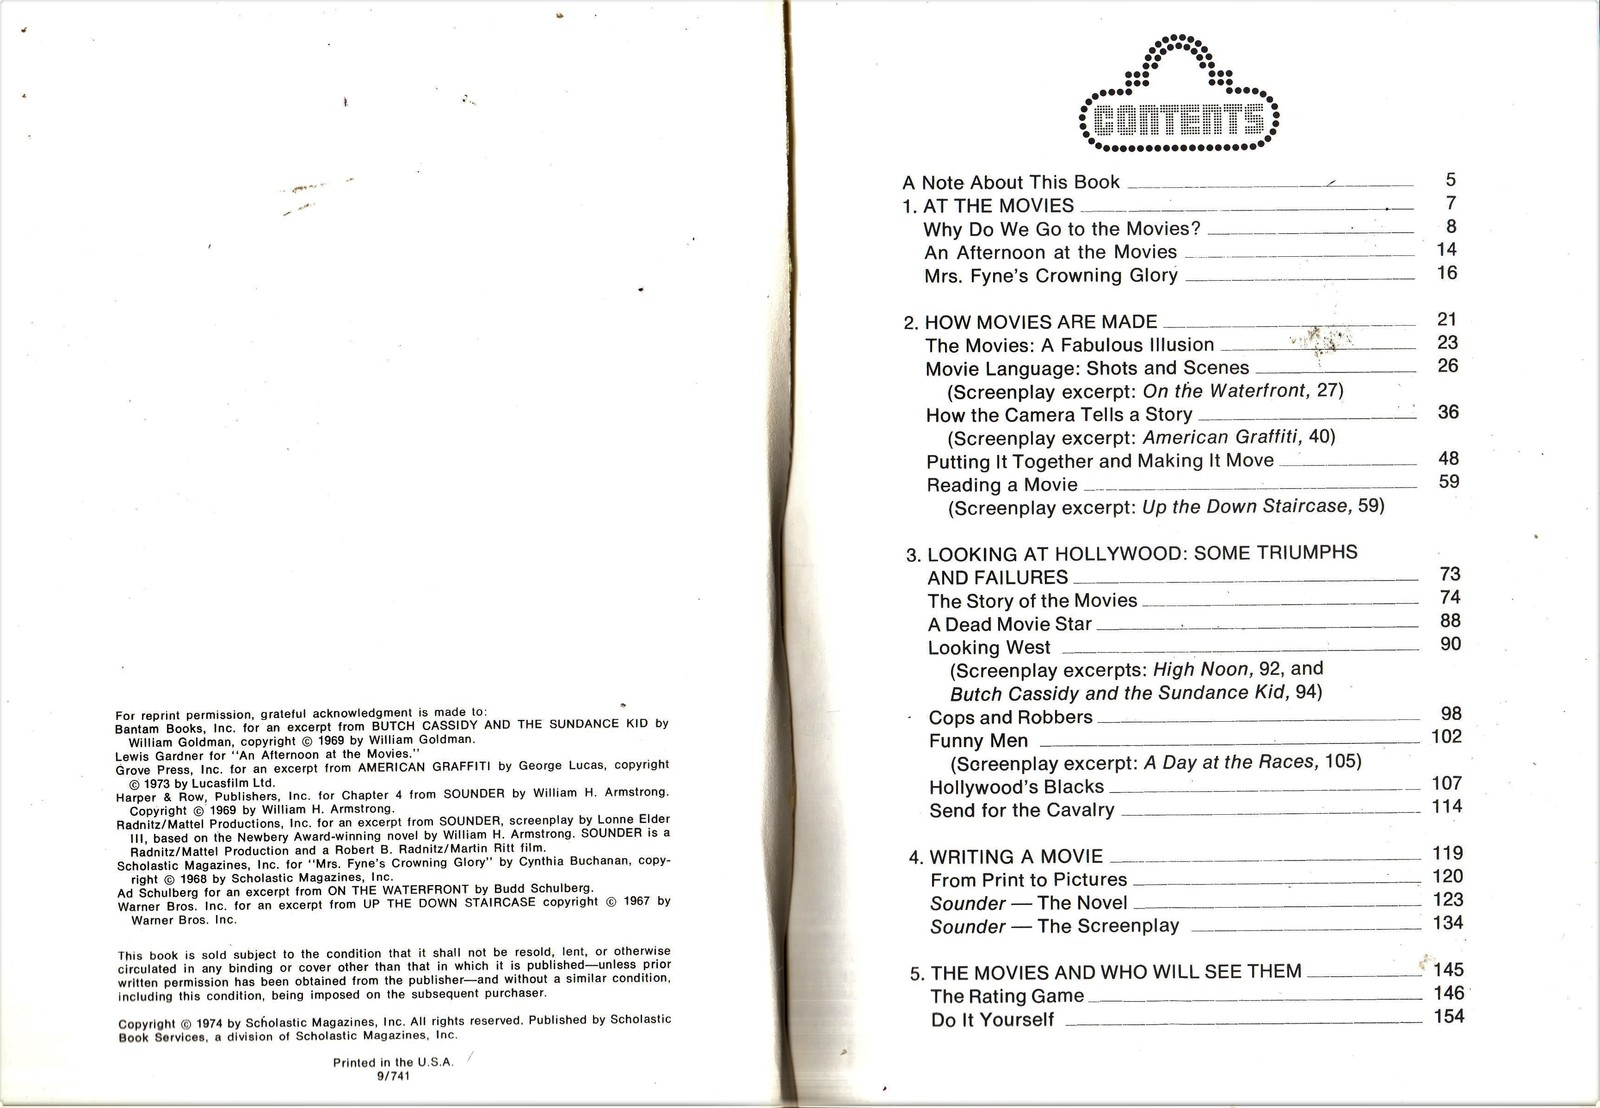 For reprint permission, grateful acknowledgment is made to:
Bantam Books, Inc. for an excerpt from BUTCH CASSIDY AND THE SUNDANCE KID by
William Goldman, copyright © 1969 by William Goldman.
Lewis Gardner for "An Afternoon at the Movies."
Grove Press, Inc. for an excerpt from AMERICAN GRAFFITI by George Lucas, copyright
© 1973 by Lucasfilm Ltd.
Harper & Row, Publishers, Inc. for Chapter 4 from SOUNDER by William H. Armstrong.
Copyright © 1969 by William H. Armstrong.
Radnitz/Mattel Productions, Inc. for an excerpt from SOUNDER, screenplay by Lonne Elder
III, based on the Newbery Award-winning novel by William H. Armstrong. SOUNDER is a
Radnitz/Mattel Production and a Robert B. Radnitz/Martin Ritt film.
Scholastic Magazines, Inc. for "Mrs. Fyne's Crowning Glory" by Cynthia Buchanan, copy-
right © 1968 by Scholastic Magazines, Inc.
Ad Schulberg for an excerpt from ON THE WATERFRONT by Budd Schulberg.
Warner Bros. Inc. for an excerpt from UP THE DOWN STAIRCASE copyright © 1967 by
Warner Bros. Inc.
This book is sold subject to the condition that it shall not be resold, lent, or otherwise
circulated in any binding or cover other than that in which it is published—unless prior
written permission has been obtained from the publisher—and without a similar condition,
including this condition, being imposed on the subsequent purchaser.
Copyright © 1974 by Scholastic Magazines, Inc. All rights reserved. Published by Scholastic
Book Services, a division of Scholastic Magazines, Inc.
Printed in the U.S.A.
9/741
CONTENTS
A Note About This Book 5
1. AT THE MOVIES 7
Why Do We Go to the Movies? 8
An Afternoon at the Movies 14
Mrs. Fyne's Crowning Glory 16
2. HOW MOVIES ARE MADE 21
The Movies: A Fabulous Illusion 23
Movie Language: Shots and Scenes 26
(Screenplay excerpt: On the Waterfront, 27)
How the Camera Tells a Story 36
(Screenplay excerpt: American Graffiti, 40)
Putting It Together and Making It Move 48
Reading a Movie 59
(Screenplay excerpt: Up the Down Staircase, 59)
3. LOOKING AT HOLLYWOOD: SOME TRIUMPHS
AND FAILURES 73
The Story of the Movies 74
A Dead Movie Star 88
Looking West 90
(Screenplay excerpts: High Noon, 92, and
Butch Cassidy and the Sundance Kid, 94)
Cops and Robbers 98
Funny Men 102
(Screenplay excerpt: A Day at the Races, 105)
Hollywood's Blacks 107
Send for the Cavalry 114
4. WRITING A MOVIE 119
From Print to Pictures 120
Sounder — The Novel 123
Sounder — The Screenplay 134
5. THE MOVIES AND WHO WILL SEE THEM 145
The Rating Game 146
Do It Yourself 154